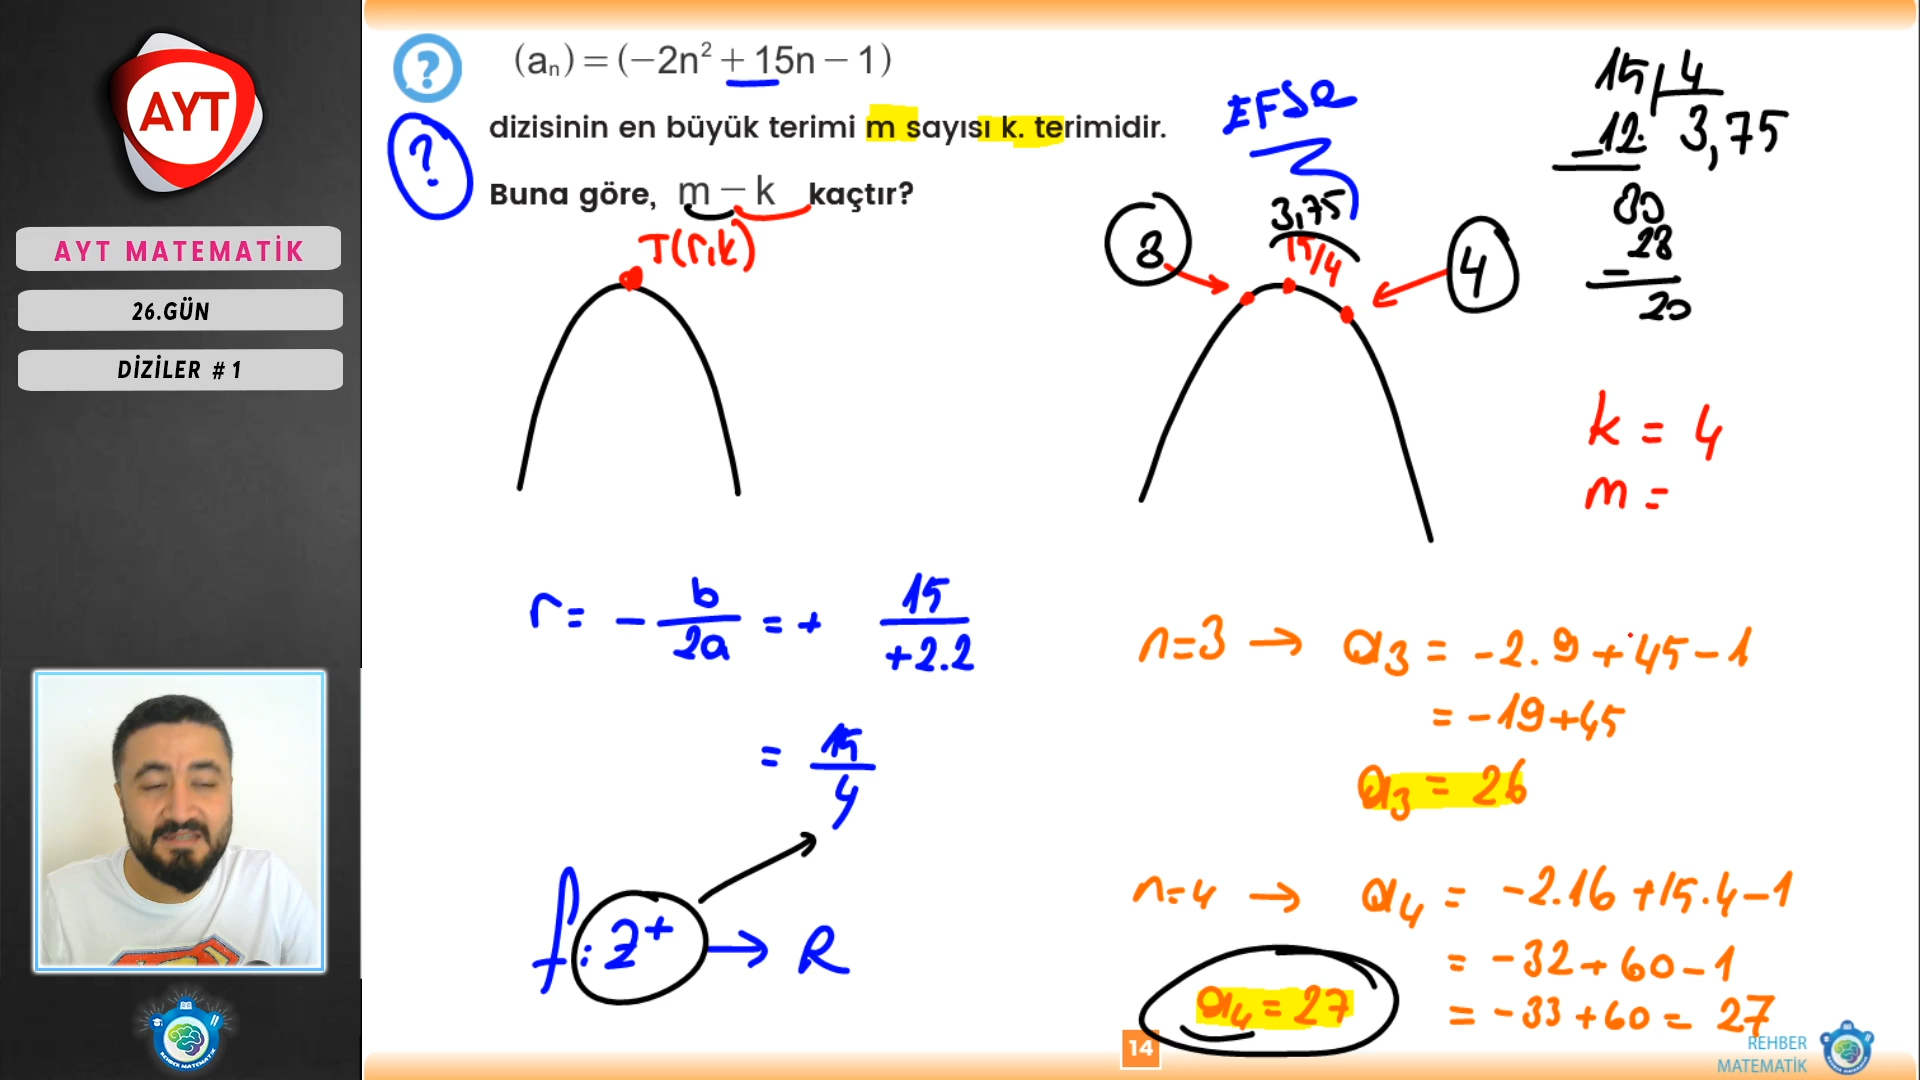 AYT
AYT MATEMATİK
26.GÜN
DİZİLER #1
(aₙ) = (−2n² + 15n − 1)
dizisinin en büyük terimi m sayısı k. terimidir.
Buna göre, m − k kaçtır?
?
T(r,k)
r = - b/2a = + 15/+2.2
= 15/4
f: Z⁺ → R
EFSR
3,75
15/4
3
4
15 | 4
-12 3,75
30
-28
20
k = 4
m =
n=3 → a₃ = -2.9+45-1
= -19+45
a₃ = 26
n=4 → a₄ = -2.16+15.4-1
= -32+60-1
= -33+60= 27
a₄ = 27
14
REHBER
MATEMATİK